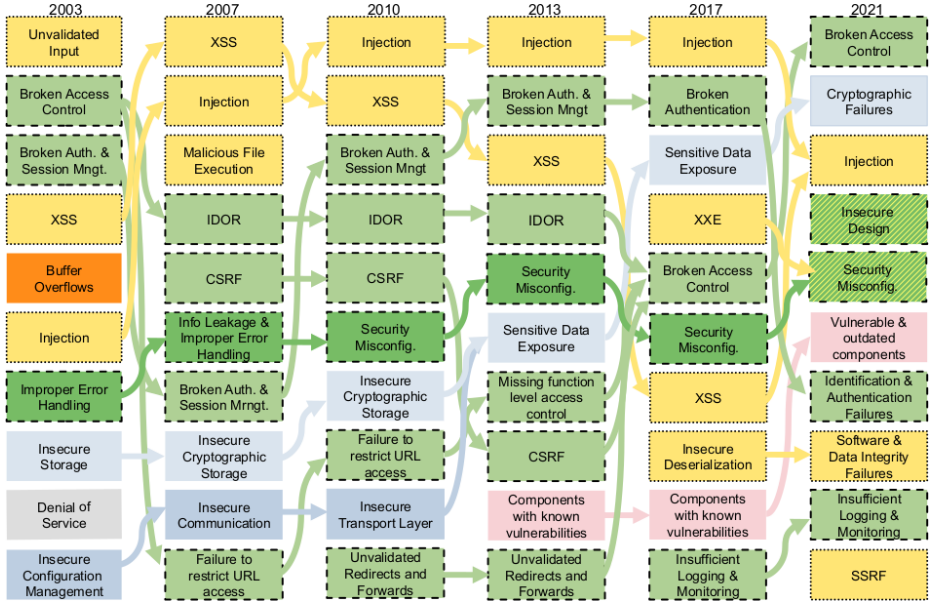 2003
2007
2010
2013
2017
2021
Unvalidated
Input
Broken Access
Control
Broken Auth. &
Session Mngt.
XSS
Buffer
Overflows
Injection
Improper Error
Handling
Insecure
Storage
Denial of
Service
Insecure
Configuration
Management
XSS
Injection
Malicious File
Execution
IDOR
CSRF
Info Leakage &
Improper Error
Handling
Broken Auth. &
Session Mrngt.
Insecure
Cryptographic
Storage
Insecure
Communication
Failure to
restrict URL
access
Injection
XSS
Broken Auth. &
Session Mngt
IDOR
CSRF
Security
Misconfig.
Insecure
Cryptographic
Storage
Failure to
restrict URL
access
Insecure
Transport Layer
Unvalidated
Redirects and
Forwards
Injection
Broken Auth. &
Session Mngt
XSS
IDOR
Security
Misconfig.
Sensitive Data
Exposure
Missing function
level access
control
CSRF
Components
with known
vulnerabilities
Unvalidated
Redirects and
Forwards
Injection
Broken
Authentication
Sensitive Data
Exposure
XXE
Broken Access
Control
Security
Misconfig.
XSS
Insecure
Deserialization
Components
with known
vulnerabilities
Insufficient
Logging &
Monitoring
Broken Access
Control
Cryptographic
Failures
Injection
Insecure
Design
Security
Misconfig.
Vulnerable &
outdated
components
Identification &
Authentication
Failures
Software &
Data Integrity
Failures
Insufficient
Logging &
Monitoring
SSRF